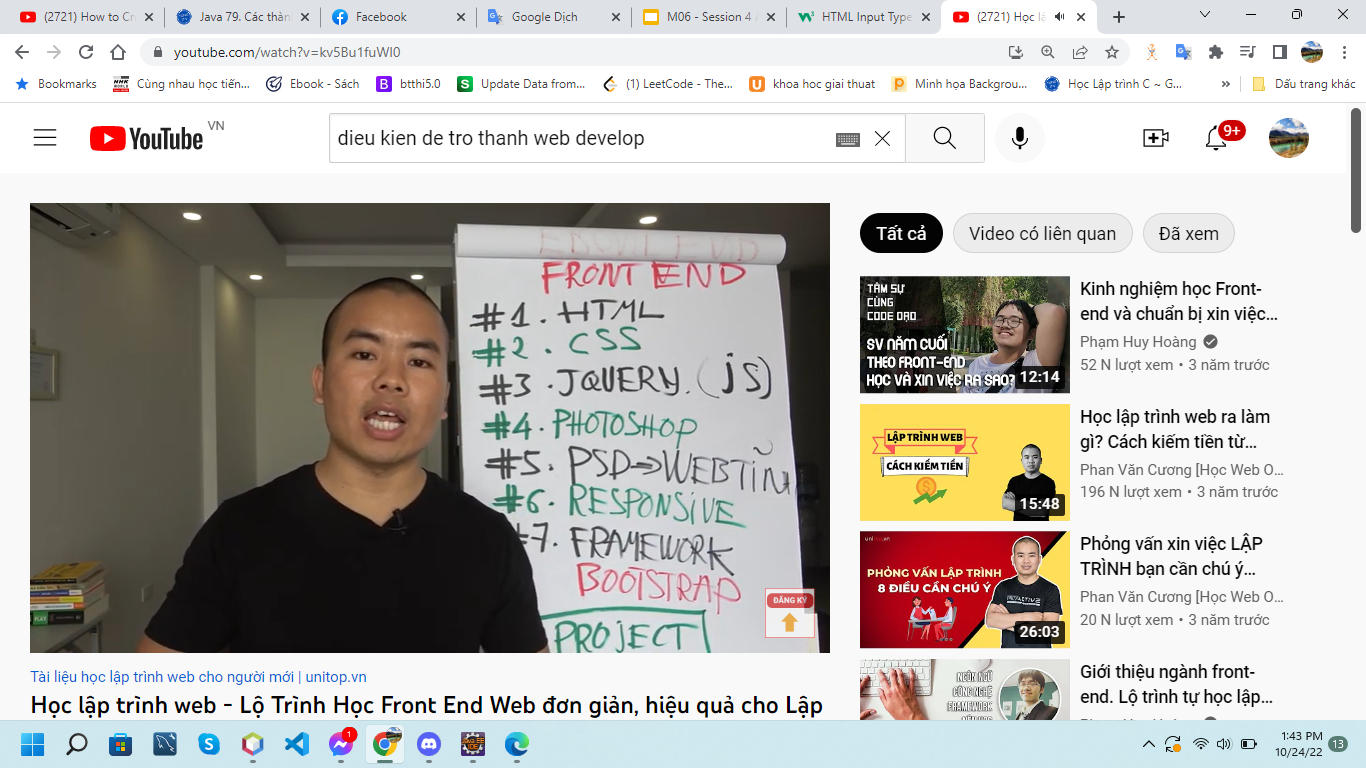 (2721) How to Cr
Java 79. Các thàn
Facebook
Google Dịch
M06 - Session 4
HTML Input Type
(2721) Học lậ
youtube.com/watch?v=kv5Bu1fuWI0
Bookmarks
Cùng nhau học tiến...
Ebook - Sách
btthi5.0
Update Data from...
(1) LeetCode - The...
khoa hoc giai thuat
Minh họa Backgrou...
Học Lập trình C ~ G...
»
Dấu trang khác
YouTube VN
dieu kien de tro thanh web develop
9+
FRONT END
#1. HTML
#2. CSS
#3. JQUERY. (js)
#4. PHOTOSHOP
#5. PSD→WEBTĨN
#6. RESPONSIVE
#7. FRAMEWORK
BOOTSTRAP
PROJECT
ĐĂNG KÝ
Tài liệu học lập trình web cho người mới | unitop.vn
Học lập trình web - Lộ Trình Học Front End Web đơn giản, hiệu quả cho Lập
Tất cả
Video có liên quan
Đã xem
TÂM SỰ
CÙNG
CODE DẠO
SV NĂM CUỐI
THEO FRONT-END
HỌC VÀ XIN VIỆC RA SAO?
12:14
Kinh nghiệm học Front-
end và chuẩn bị xin việc...
Phạm Huy Hoàng
52 N lượt xem • 3 năm trước
LẬP TRÌNH WEB
CÁCH KIẾM TIỀN
15:48
Học lập trình web ra làm
gì? Cách kiếm tiền từ...
Phan Văn Cương [Học Web O...
196 N lượt xem • 3 năm trước
PHỎNG VẤN LẬP TRÌNH
8 ĐIỀU CẦN CHÚ Ý
26:03
Phỏng vấn xin việc LẬP
TRÌNH bạn cần chú ý...
Phan Văn Cương [Học Web O...
20 N lượt xem • 3 năm trước
NGÔN NGỮ
CÔNG NGHỆ
FRAMEWORK
Giới thiệu ngành front-
end. Lộ trình tự học lập...
1
1:43 PM
10/24/22
13